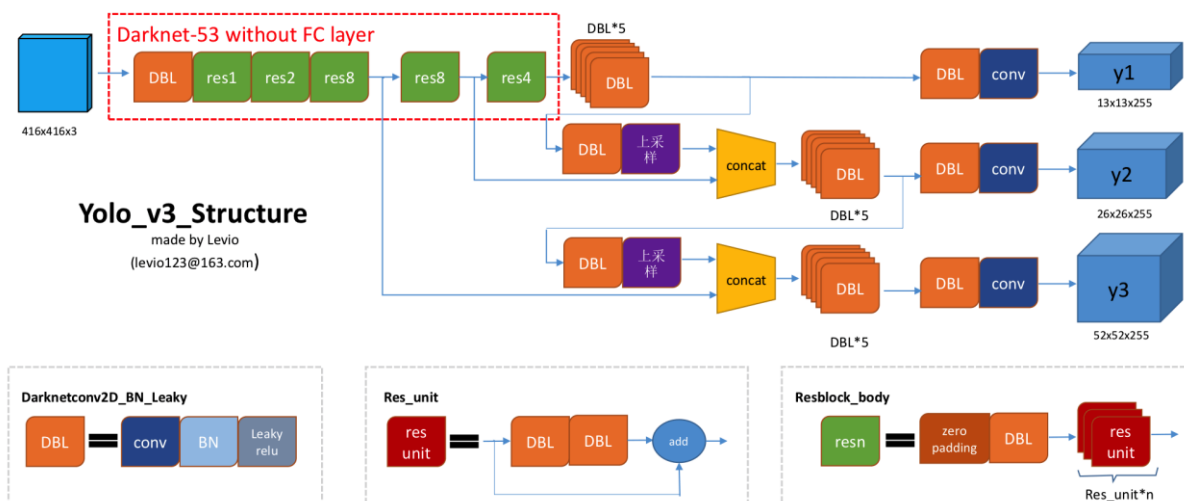 Darknet-53 without FC layer
DBL*5
DBL
res1
res2
res8
res8
res4
DBL
DBL
conv
y1
416x416x3
13x13x255
DBL
上采
样
concat
DBL
DBL
conv
y2
DBL*5
26x26x255
Yolo_v3_Structure
made by Levio
(levio123@163.com)
DBL
上采
样
concat
DBL
DBL
conv
y3
DBL*5
52x52x255
Darknetconv2D_BN_Leaky
DBL
conv
BN
Leaky
relu
Res_unit
res
unit
DBL
DBL
add
Resblock_body
resn
zero
padding
DBL
res
unit
Res_unit*n